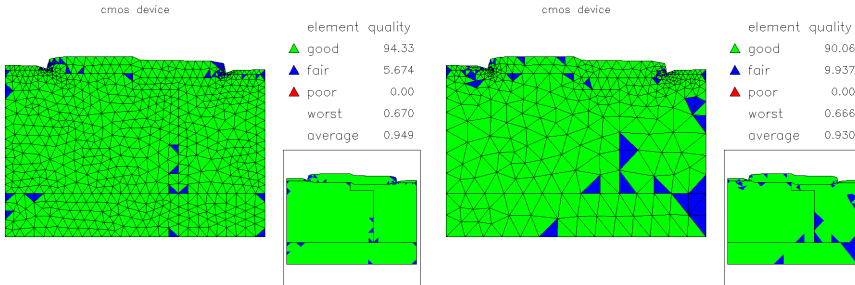 cmos device
element quality
good 94.33
fair 5.674
poor 0.00
worst 0.670
average 0.949
cmos device
element quality
good 90.06
fair 9.937
poor 0.00
worst 0.666
average 0.930